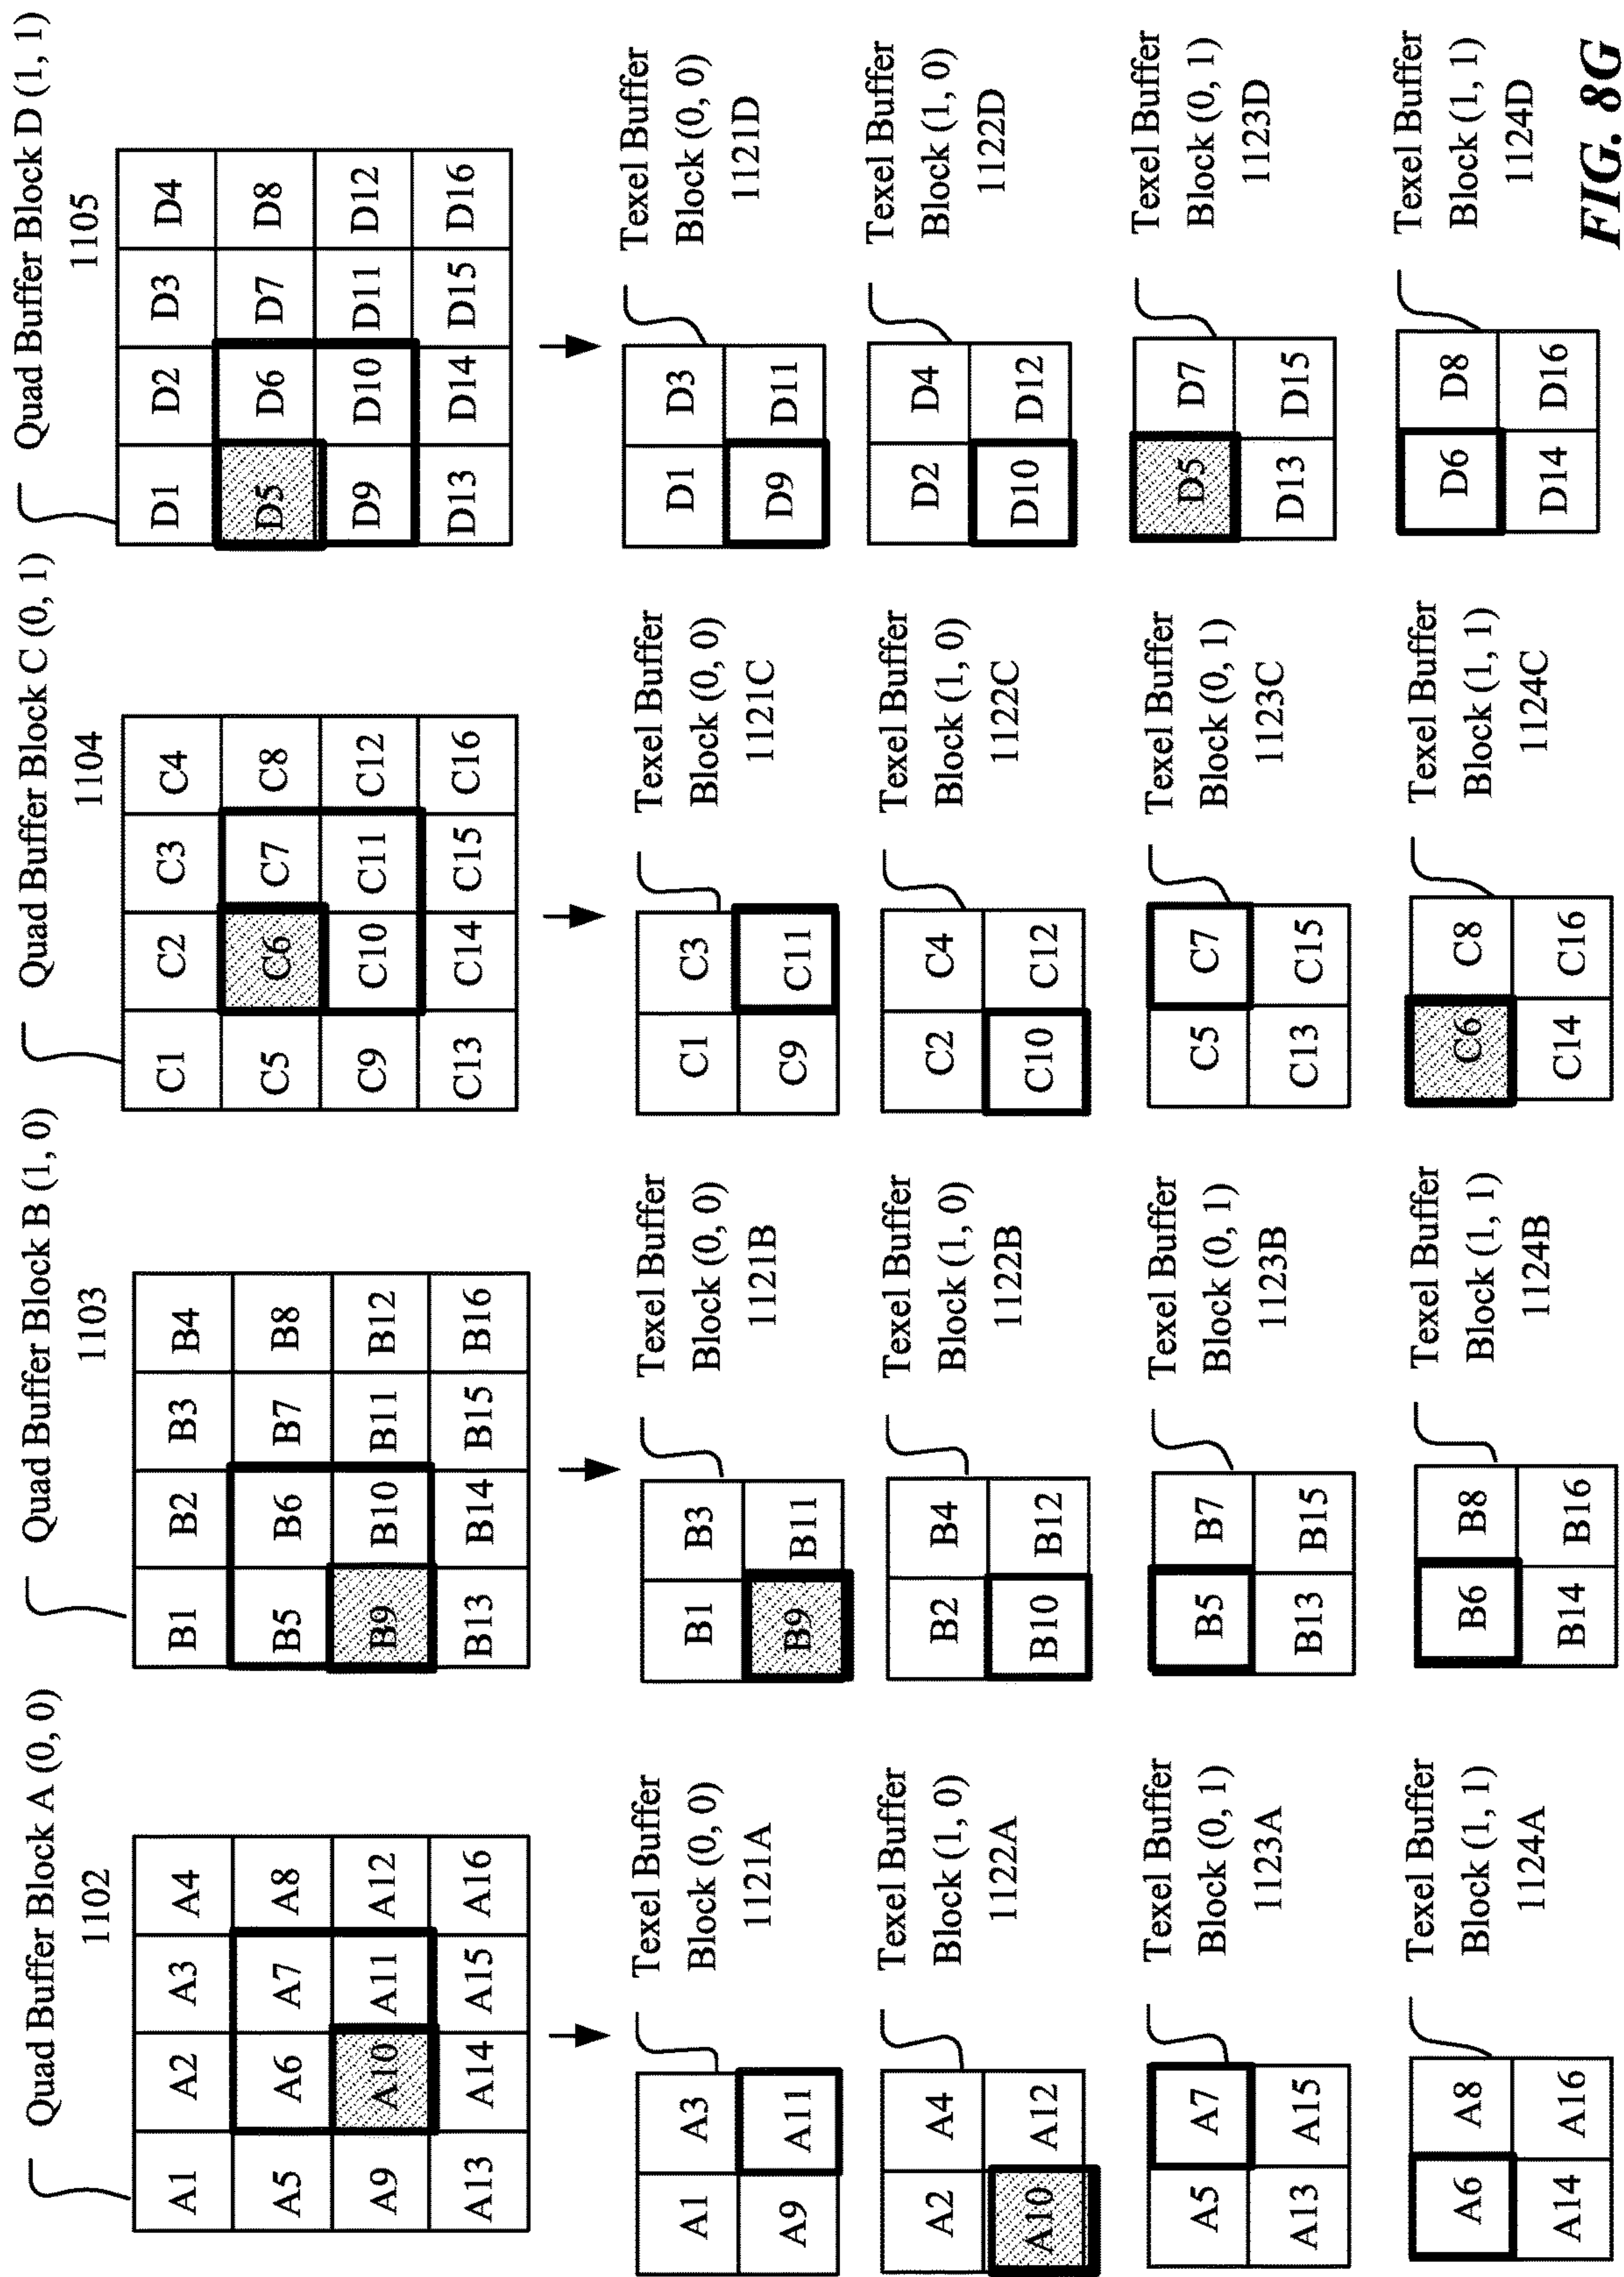 Quad Buffer Block A (0, 0)
1102
A1 A2 A3 A4
A5 A6 A7 A8
A9 A10 A11 A12
A13 A14 A15 A16
Texel Buffer
Block (0, 0)
1121A
A1 A3
A9 A11
Texel Buffer
Block (1, 0)
1122A
A2 A4
A10 A12
Texel Buffer
Block (0, 1)
1123A
A5 A7
A13 A15
Texel Buffer
Block (1, 1)
1124A
A6 A8
A14 A16
Quad Buffer Block B (1, 0)
1103
B1 B2 B3 B4
B5 B6 B7 B8
B9 B10 B11 B12
B13 B14 B15 B16
Texel Buffer
Block (0, 0)
1121B
B1 B3
B9 B11
Texel Buffer
Block (1, 0)
1122B
B2 B4
B10 B12
Texel Buffer
Block (0, 1)
1123B
B5 B7
B13 B15
Texel Buffer
Block (1, 1)
1124B
B6 B8
B14 B16
Quad Buffer Block C (0, 1)
1104
C1 C2 C3 C4
C5 C6 C7 C8
C9 C10 C11 C12
C13 C14 C15 C16
Texel Buffer
Block (0, 0)
1121C
C1 C3
C9 C11
Texel Buffer
Block (1, 0)
1122C
C2 C4
C10 C12
Texel Buffer
Block (0, 1)
1123C
C5 C7
C13 C15
Texel Buffer
Block (1, 1)
1124C
C6 C8
C14 C16
Quad Buffer Block D (1, 1)
1105
D1 D2 D3 D4
D5 D6 D7 D8
D9 D10 D11 D12
D13 D14 D15 D16
Texel Buffer
Block (0, 0)
1121D
D1 D3
D9 D11
Texel Buffer
Block (1, 0)
1122D
D2 D4
D10 D12
Texel Buffer
Block (0, 1)
1123D
D5 D7
D13 D15
Texel Buffer
Block (1, 1)
1124D
D6 D8
D14 D16
FIG. 8G